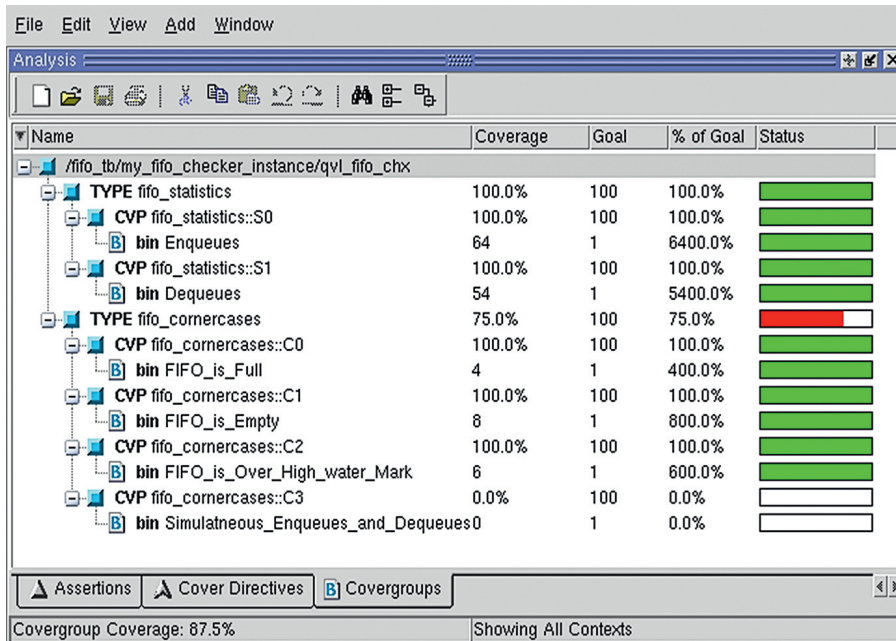 File Edit View Add Window
Analysis
Name Coverage Goal % of Goal Status
/fifo_tb/my_fifo_checker_instance/qvl_fifo_chx
TYPE fifo_statistics 100.0% 100 100.0%
CVP fifo_statistics::S0 100.0% 100 100.0%
B bin Enqueues 64 1 6400.0%
CVP fifo_statistics::S1 100.0% 100 100.0%
B bin Dequeues 54 1 5400.0%
TYPE fifo_cornercases 75.0% 100 75.0%
CVP fifo_cornercases::C0 100.0% 100 100.0%
B bin FIFO_is_Full 4 1 400.0%
CVP fifo_cornercases::C1 100.0% 100 100.0%
B bin FIFO_is_Empty 8 1 800.0%
CVP fifo_cornercases::C2 100.0% 100 100.0%
B bin FIFO_is_Over_High_water_Mark 6 1 600.0%
CVP fifo_cornercases::C3 0.0% 100 0.0%
B bin Simulatneous_Enqueues_and_Dequeues 0 1 0.0%
Assertions Cover Directives B Covergroups
Covergroup Coverage: 87.5% Showing All Contexts